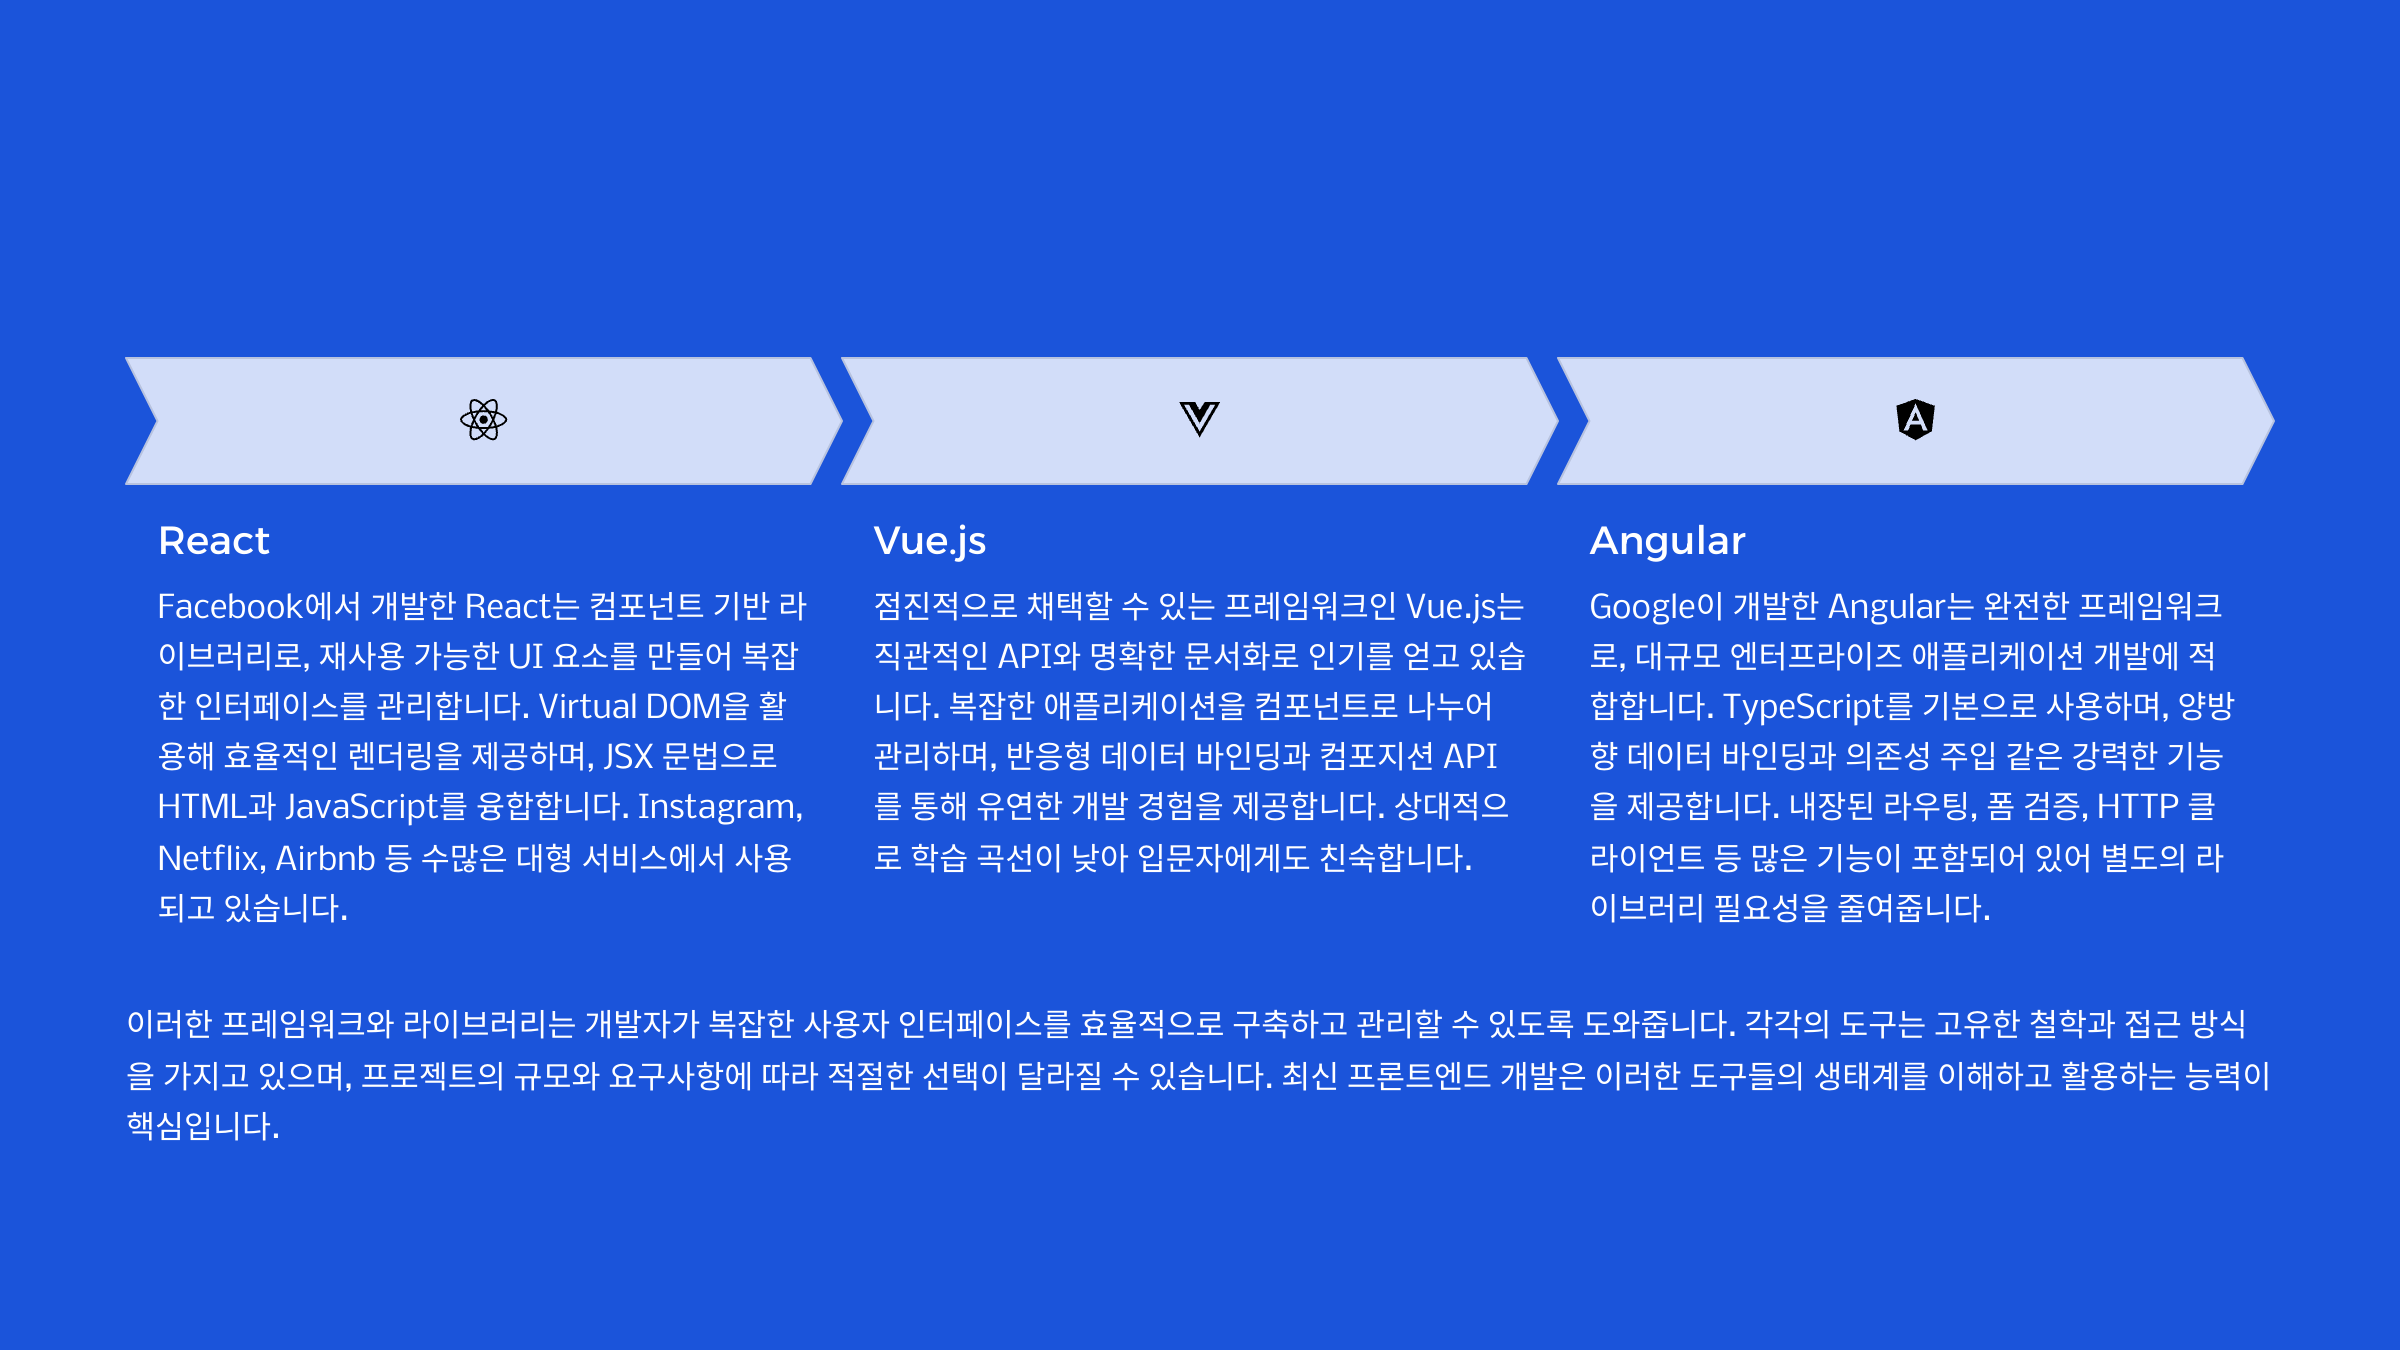 React
Facebook에서 개발한 React는 컴포넌트 기반 라
이브러리로, 재사용 가능한 UI 요소를 만들어 복잡
한 인터페이스를 관리합니다. Virtual DOM을 활
용해 효율적인 렌더링을 제공하며, JSX 문법으로
HTML과 JavaScript를 융합합니다. Instagram,
Netflix, Airbnb 등 수많은 대형 서비스에서 사용
되고 있습니다.
Vue.js
점진적으로 채택할 수 있는 프레임워크인 Vue.js는
직관적인 API와 명확한 문서화로 인기를 얻고 있습
니다. 복잡한 애플리케이션을 컴포넌트로 나누어
관리하며, 반응형 데이터 바인딩과 컴포지션 API
를 통해 유연한 개발 경험을 제공합니다. 상대적으
로 학습 곡선이 낮아 입문자에게도 친숙합니다.
Angular
Google이 개발한 Angular는 완전한 프레임워크
로, 대규모 엔터프라이즈 애플리케이션 개발에 적
합합니다. TypeScript를 기본으로 사용하며, 양방
향 데이터 바인딩과 의존성 주입 같은 강력한 기능
을 제공합니다. 내장된 라우팅, 폼 검증, HTTP 클
라이언트 등 많은 기능이 포함되어 있어 별도의 라
이브러리 필요성을 줄여줍니다.
이러한 프레임워크와 라이브러리는 개발자가 복잡한 사용자 인터페이스를 효율적으로 구축하고 관리할 수 있도록 도와줍니다. 각각의 도구는 고유한 철학과 접근 방식
을 가지고 있으며, 프로젝트의 규모와 요구사항에 따라 적절한 선택이 달라질 수 있습니다. 최신 프론트엔드 개발은 이러한 도구들의 생태계를 이해하고 활용하는 능력이
핵심입니다.